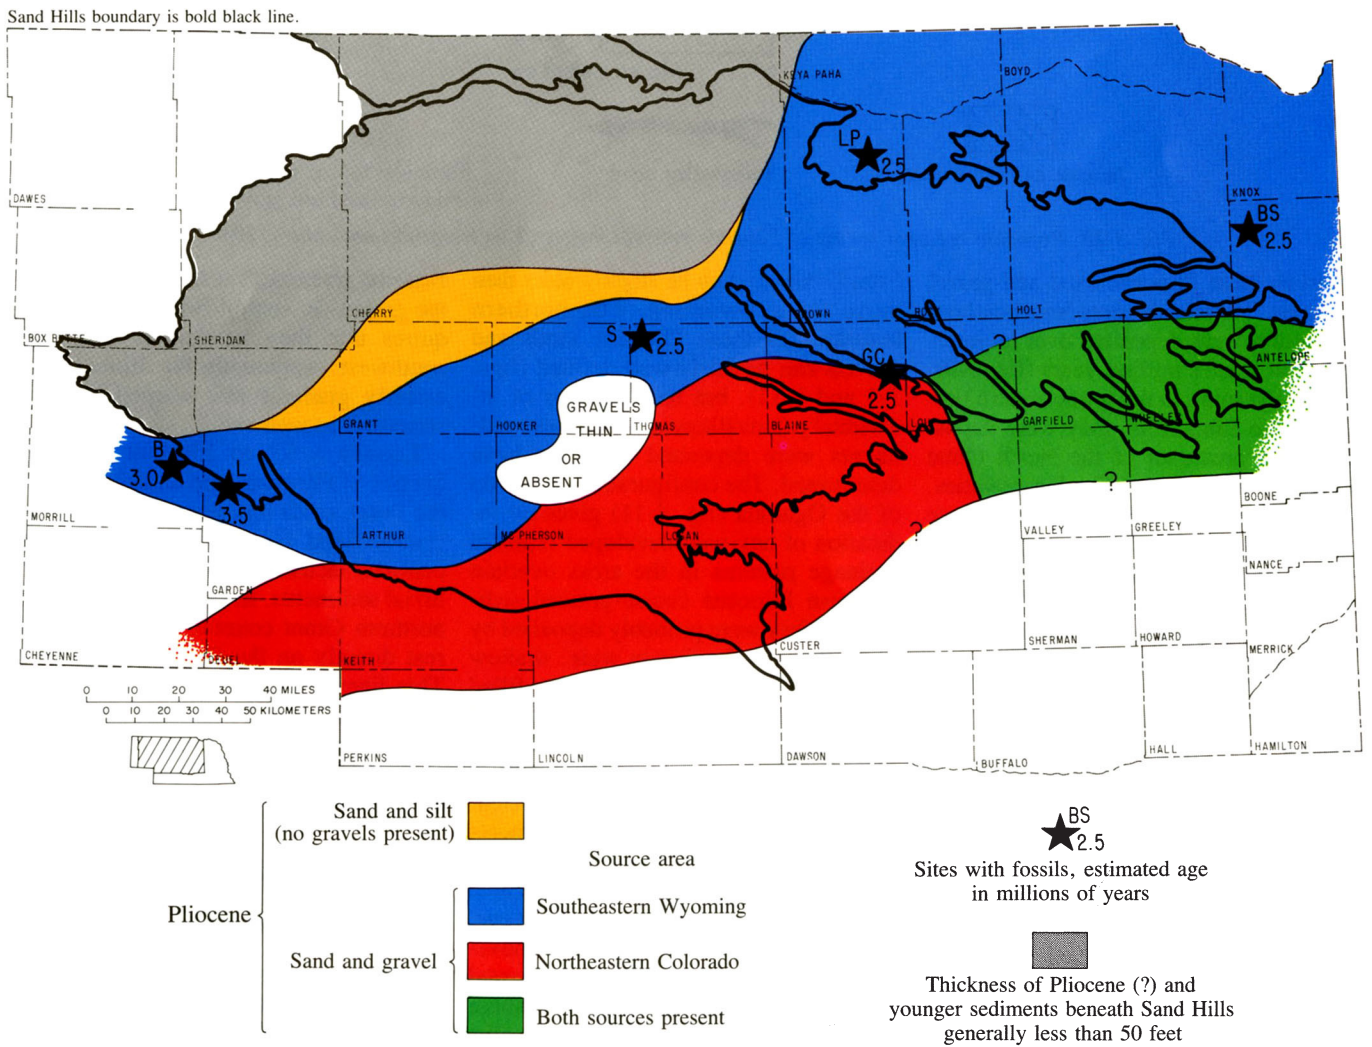 Sand Hills boundary is bold black line.
KEYA PAHA
BOYD
LP
2.5
DAWES
KNOX
BS
2.5
CHERRY
BROWN
HOLT
BOX BUTTE
SHERIDAN
S
2.5
?
GC
2.5
ANTELOPE
GRAVELS
THIN
OR
ABSENT
GRANT
HOOKER
THOMAS
BLAINE
GARFIELD
WHEELER
B
3.0
L
3.5
?
BOONE
MORRILL
ARTHUR
MC PHERSON
LOGAN
?
VALLEY
GREELEY
NANCE
GARDEN
CHEYENNE
DEUEL
KEITH
CUSTER
SHERMAN
HOWARD
MERRICK
0 10 20 30 40 MILES
0 10 20 30 40 50 KILOMETERS
PERKINS
LINCOLN
DAWSON
BUFFALO
HALL
HAMILTON
Pliocene
Sand and silt
(no gravels present)
Source area
Sand and gravel
Southeastern Wyoming
Northeastern Colorado
Both sources present
BS
2.5
Sites with fossils, estimated age
in millions of years
Thickness of Pliocene (?) and
younger sediments beneath Sand Hills
generally less than 50 feet